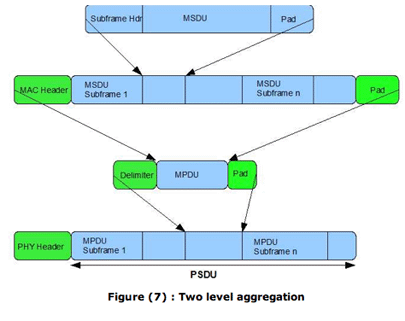 Subframe Hdr MSDU Pad
MAC Header MSDU MSDU Pad
Subframe 1 Subframe n
Delimiter MPDU Pad
PHY Header MPDU MPDU
Subframe 1 Subframe n
PSDU
Figure (7) : Two level aggregation